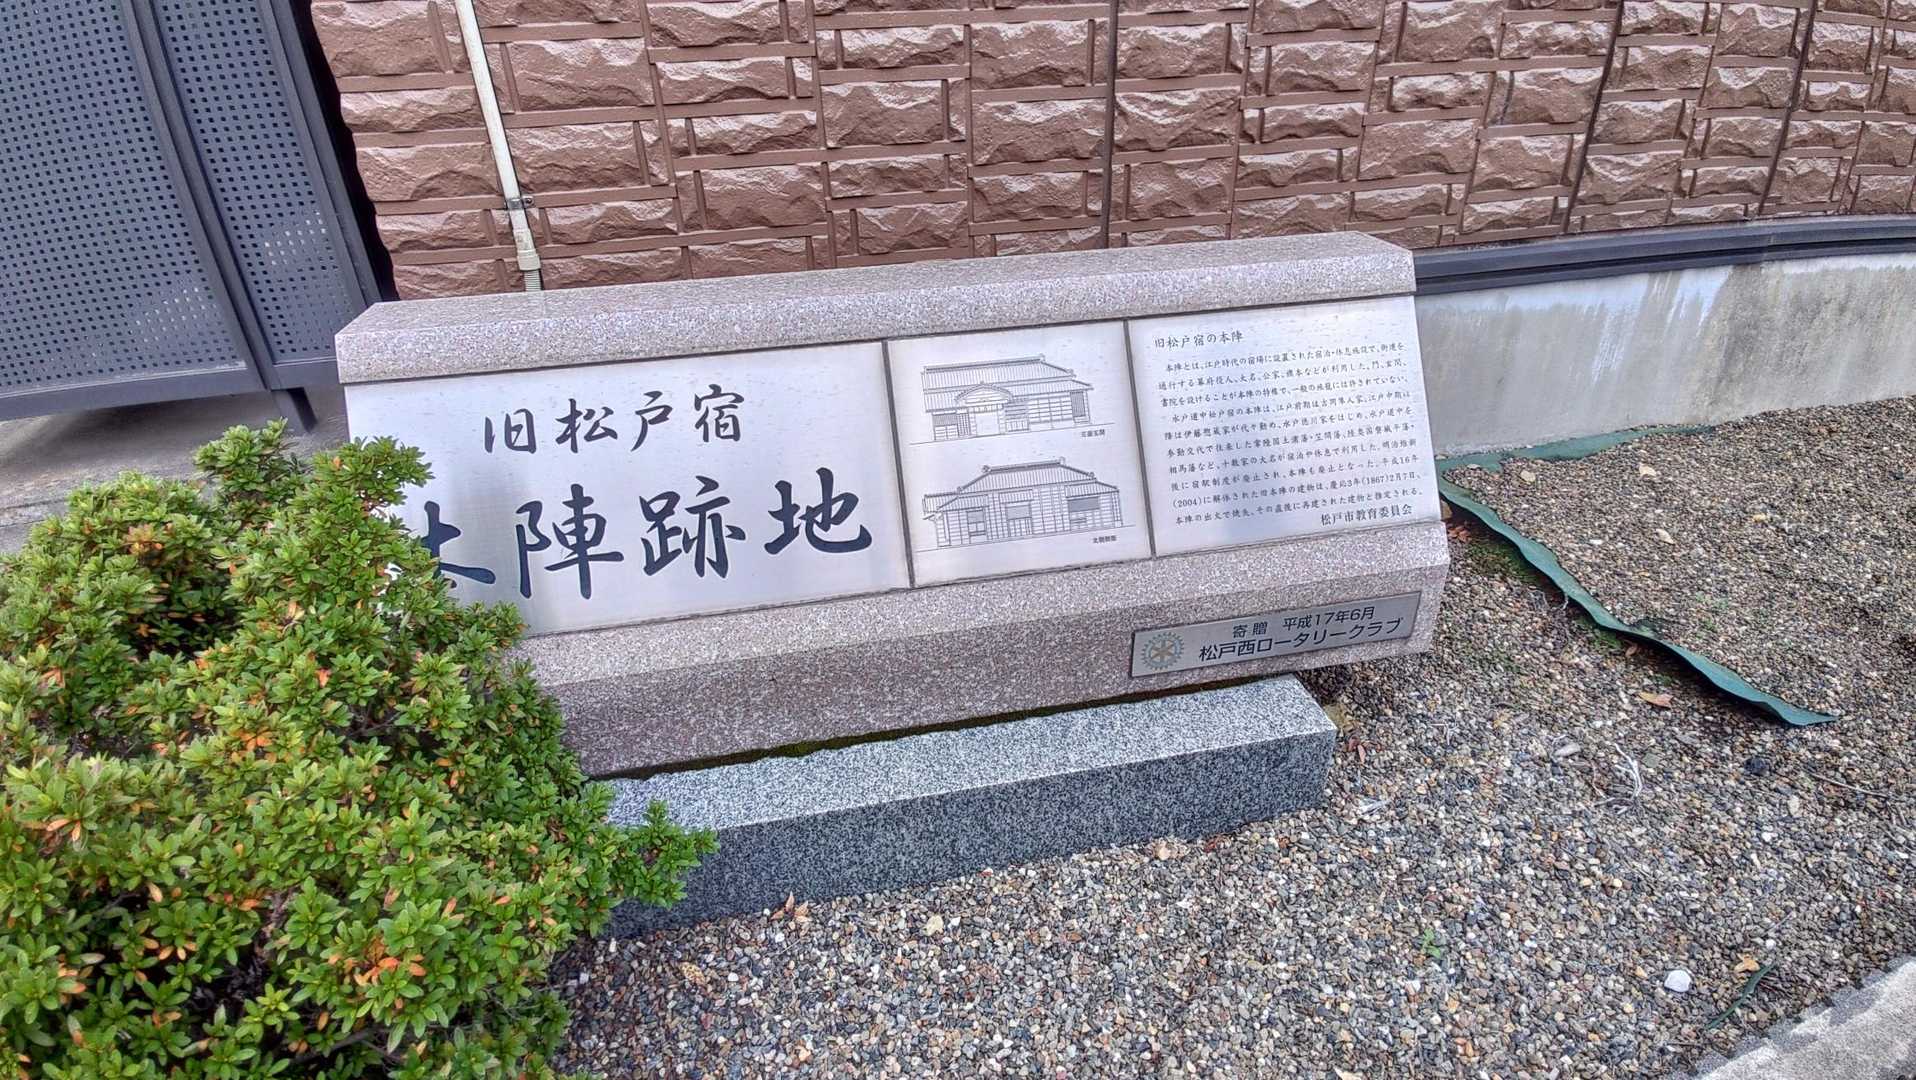 旧松戸宿
本陣跡地
正面玄関
旧松戸宿の本陣
本陣とは、江戸時代の宿場に設置された宿泊・休息施設で、街道を
通行する幕府役人、大名、公家、旗本などが利用した。門、玄関、
書院を設けることが本陣の特権で、一般の旅籠には許されていない。
水戸道中松戸宿の本陣は、江戸前期は吉岡隼人家、江戸中期以
降は伊藤惣蔵家が代々勤め、水戸徳川家をはじめ、水戸道中を
参勤交代で往来した常陸国土浦藩・笠間藩、陸奥国磐城平藩・
相馬藩など、十数家の大名が宿泊や休息で利用した。明治維新
後に宿駅制度が廃止され、本陣も廃止となった。平成16年
(2004)に解体された旧本陣の建物は、慶応3年(1867)2月7日、
本陣の出火で焼失、その直後に再建された建物と推定される。
松戸市教育委員会
寄贈 平成17年6月
松戸西ロータリークラブ